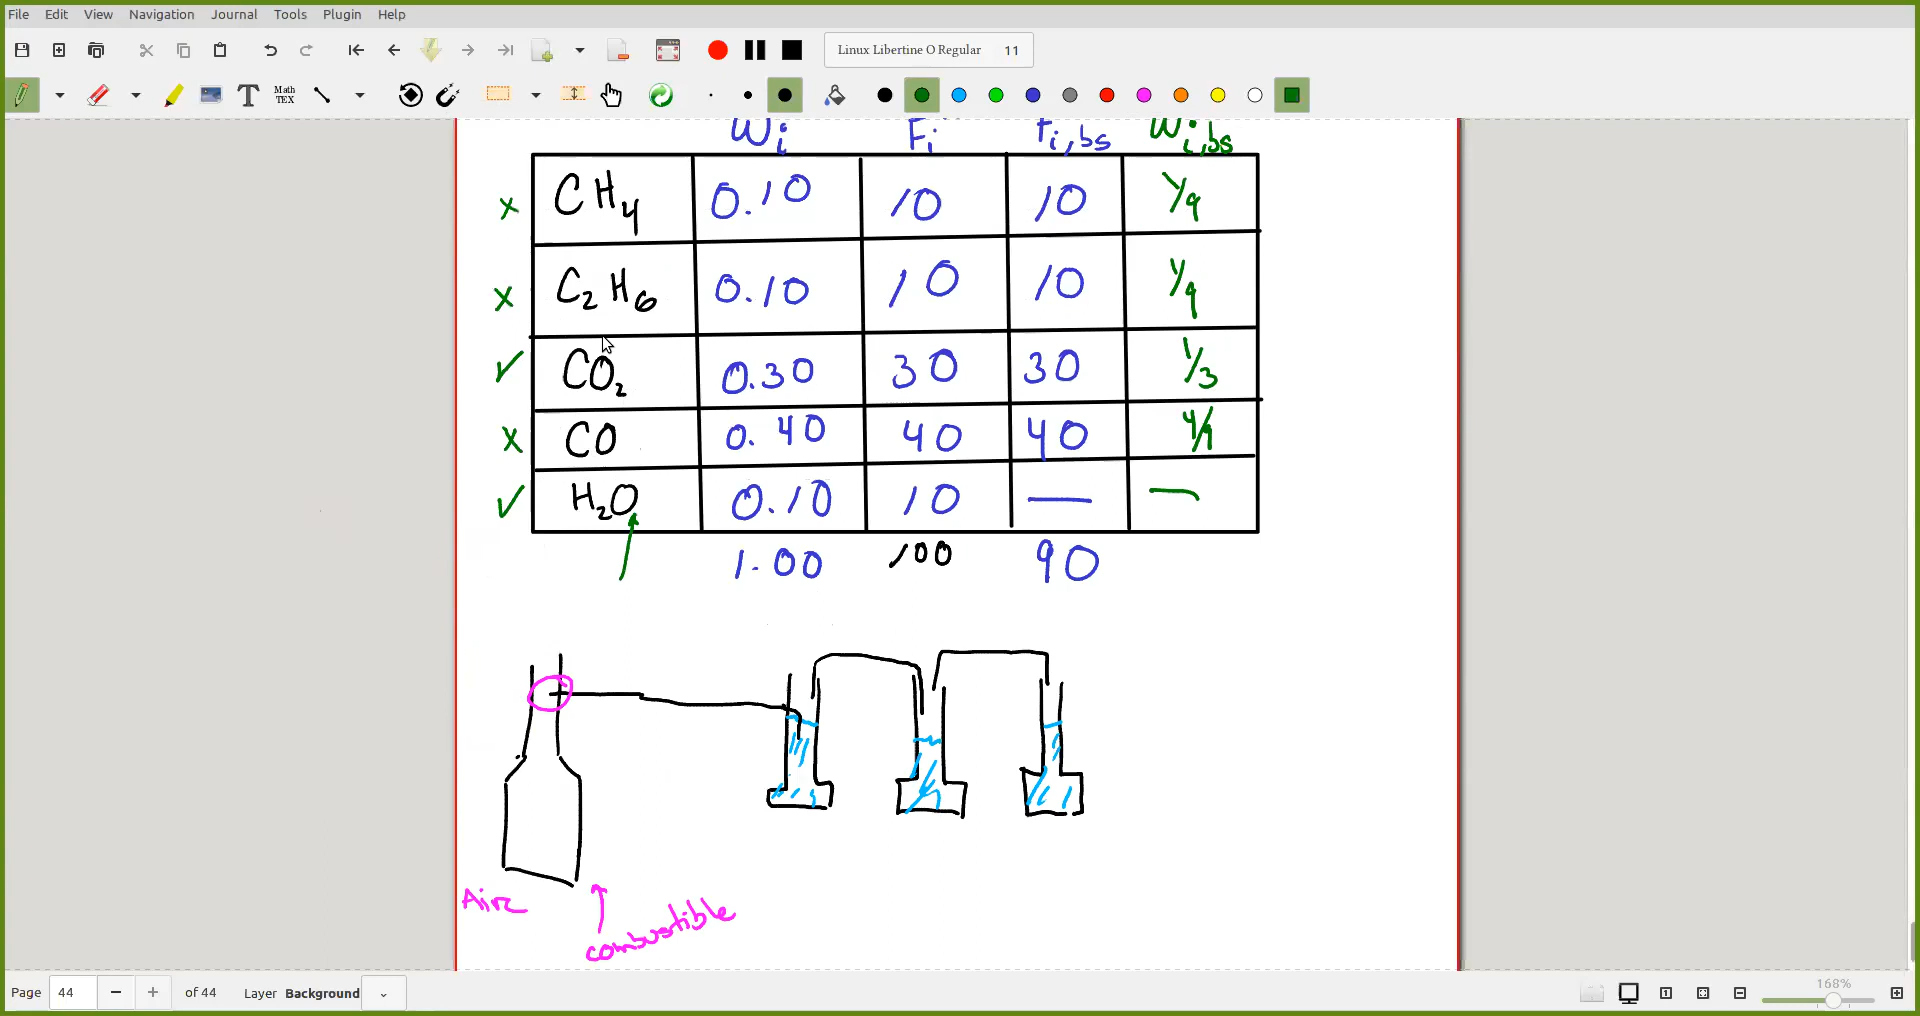 File Edit View Navigation Journal Tools Plugin Help
Linux Libertine O Regular 11
T Math TEX
Wi Fi Fi,bs Wi,bs
x CH4 0.10 10 10 1/9
x C2H6 0.10 10 10 1/9
✓ CO2 0.30 30 30 1/3
x CO 0.40 40 40 4/9
✓ H2O 0.10 10 — —
1.00 100 90
Air
combustible
Page 44 of 44 Layer Background 168%